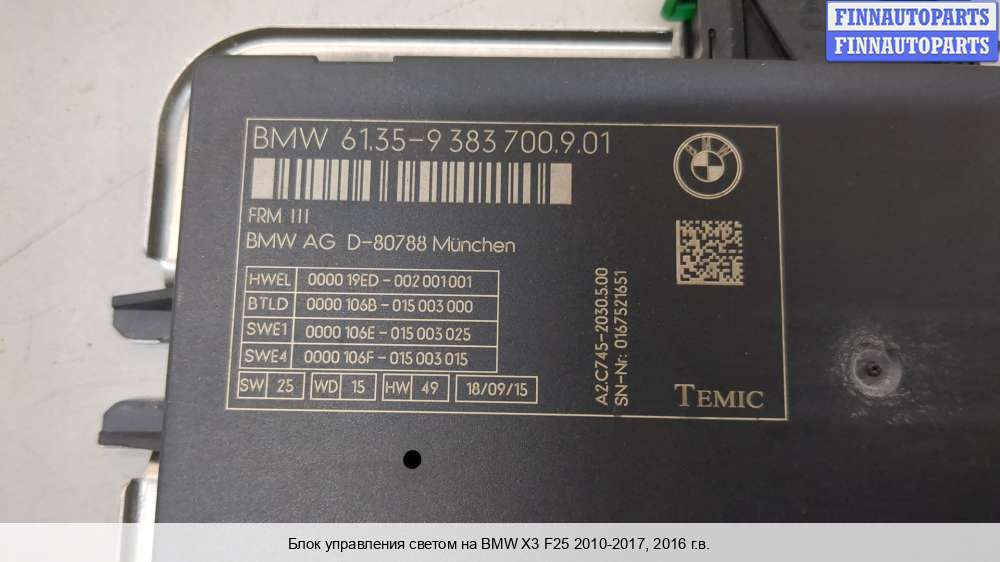 FINNAUTOPARTS
FINNAUTOPARTS
BMW 61.35-9 383 700.9.01
BMW
FRM III
BMW AG D-80788 München
HWEL 0000 19ED-002 001 001
BTLD 0000 106B-015 003 000
SWE1 0000 106E-015 003 025
SWE4 0000 106F-015 003 015
SW 25 WD 15 HW 49 18/09/15
A2.C745-2030.5.00
SN-Nr: 0167521651
TEMIC
Блок управления светом на BMW X3 F25 2010-2017, 2016 г.в.